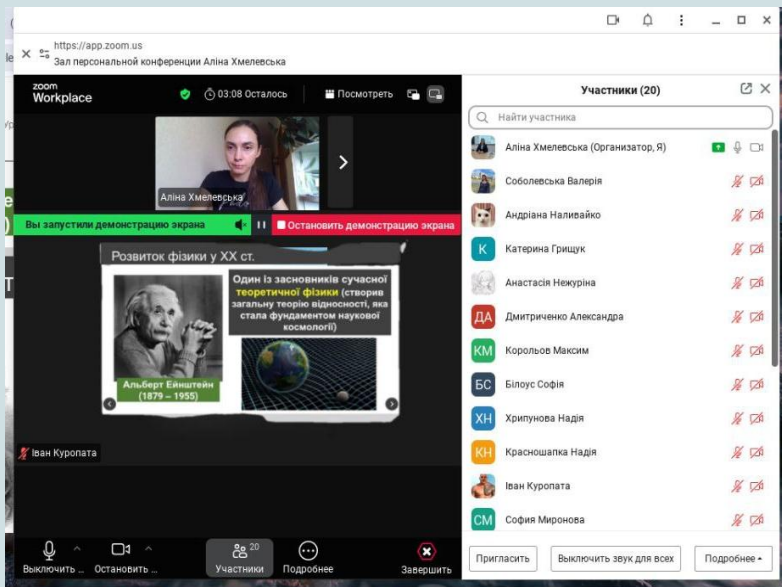 https://app.zoom.us
Зал персональной конференции Аліна Хмелевська
zoom
Workplace
03:08 Осталось
Посмотреть
Аліна Хмелевська
Вы запустили демонстрацию экрана
Остановить демонстрацию экрана
Розвиток фізики у ХХ ст.
Один із засновників сучасної
теоретичної фізики (створив
загальну теорію відносності, яка
стала фундаментом наукової
космології)
Альберт Ейнштейн
(1879 – 1955)
Іван Куропата
Выключить ...
Остановить ...
20
Участники
Подробнее
Завершить
Участники (20)
Найти участника
Аліна Хмелевська (Организатор, Я)
Соболевська Валерія
Андріана Наливайко
К
Катерина Грищук
Анастасія Нежуріна
ДА
Дмитриченко Александра
КМ
Корольов Максим
БС
Білоус Софія
ХН
Хрипунова Надія
КН
Красношапка Надія
Іван Куропата
СМ
София Миронова
Пригласить
Выключить звук для всех
Подробнее